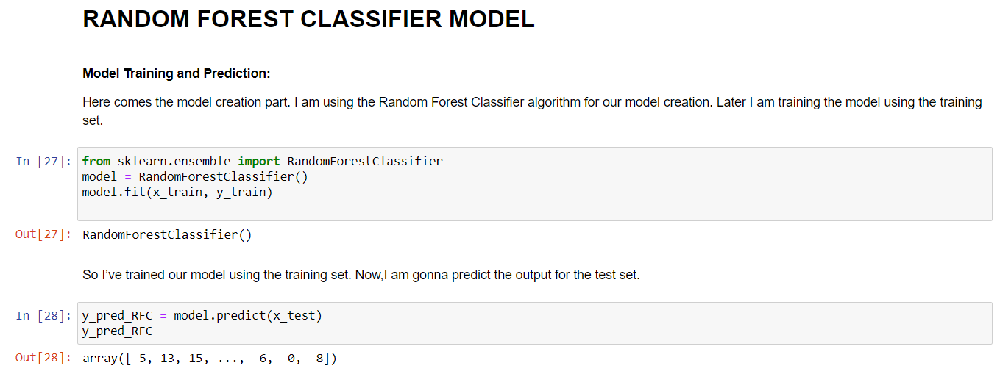 RANDOM FOREST CLASSIFIER MODEL
Model Training and Prediction:
Here comes the model creation part. I am using the Random Forest Classifier algorithm for our model creation. Later I am training the model using the training
set.
In [27]: from sklearn.ensemble import RandomForestClassifier
model = RandomForestClassifier()
model.fit(x_train, y_train)
Out[27]: RandomForestClassifier()
So I’ve trained our model using the training set. Now,I am gonna predict the output for the test set.
In [28]: y_pred_RFC = model.predict(x_test)
y_pred_RFC
Out[28]: array([ 5, 13, 15, ...,  6,  0,  8])